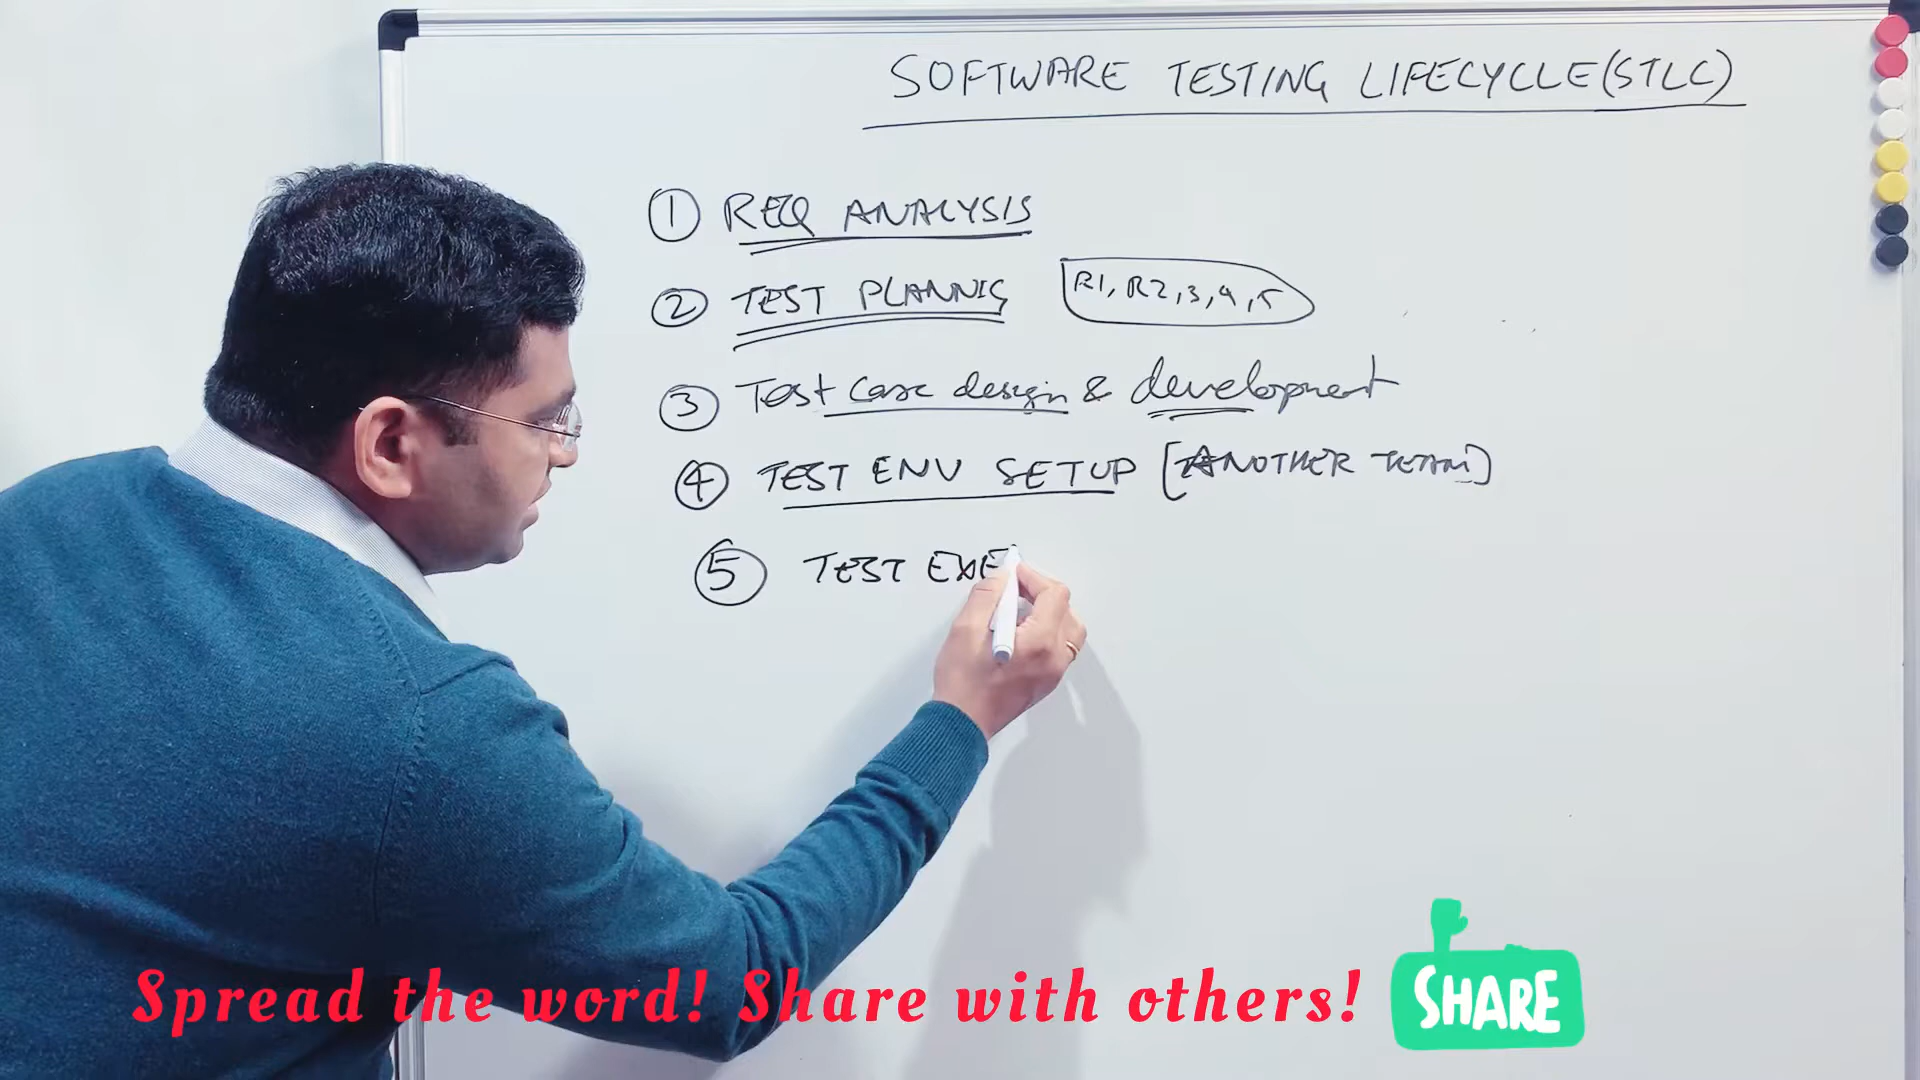 SOFTWARE TESTING LIFECYCLE(STLC)
① REQ ANALYSIS
② TEST PLANNIG R1, R2, 3, 4, 5
③ Test case design & development
④ TEST ENV SETUP [ANOTHER TEAM]
⑤ TEST EXE
Spread the word! Share with others! SHARE